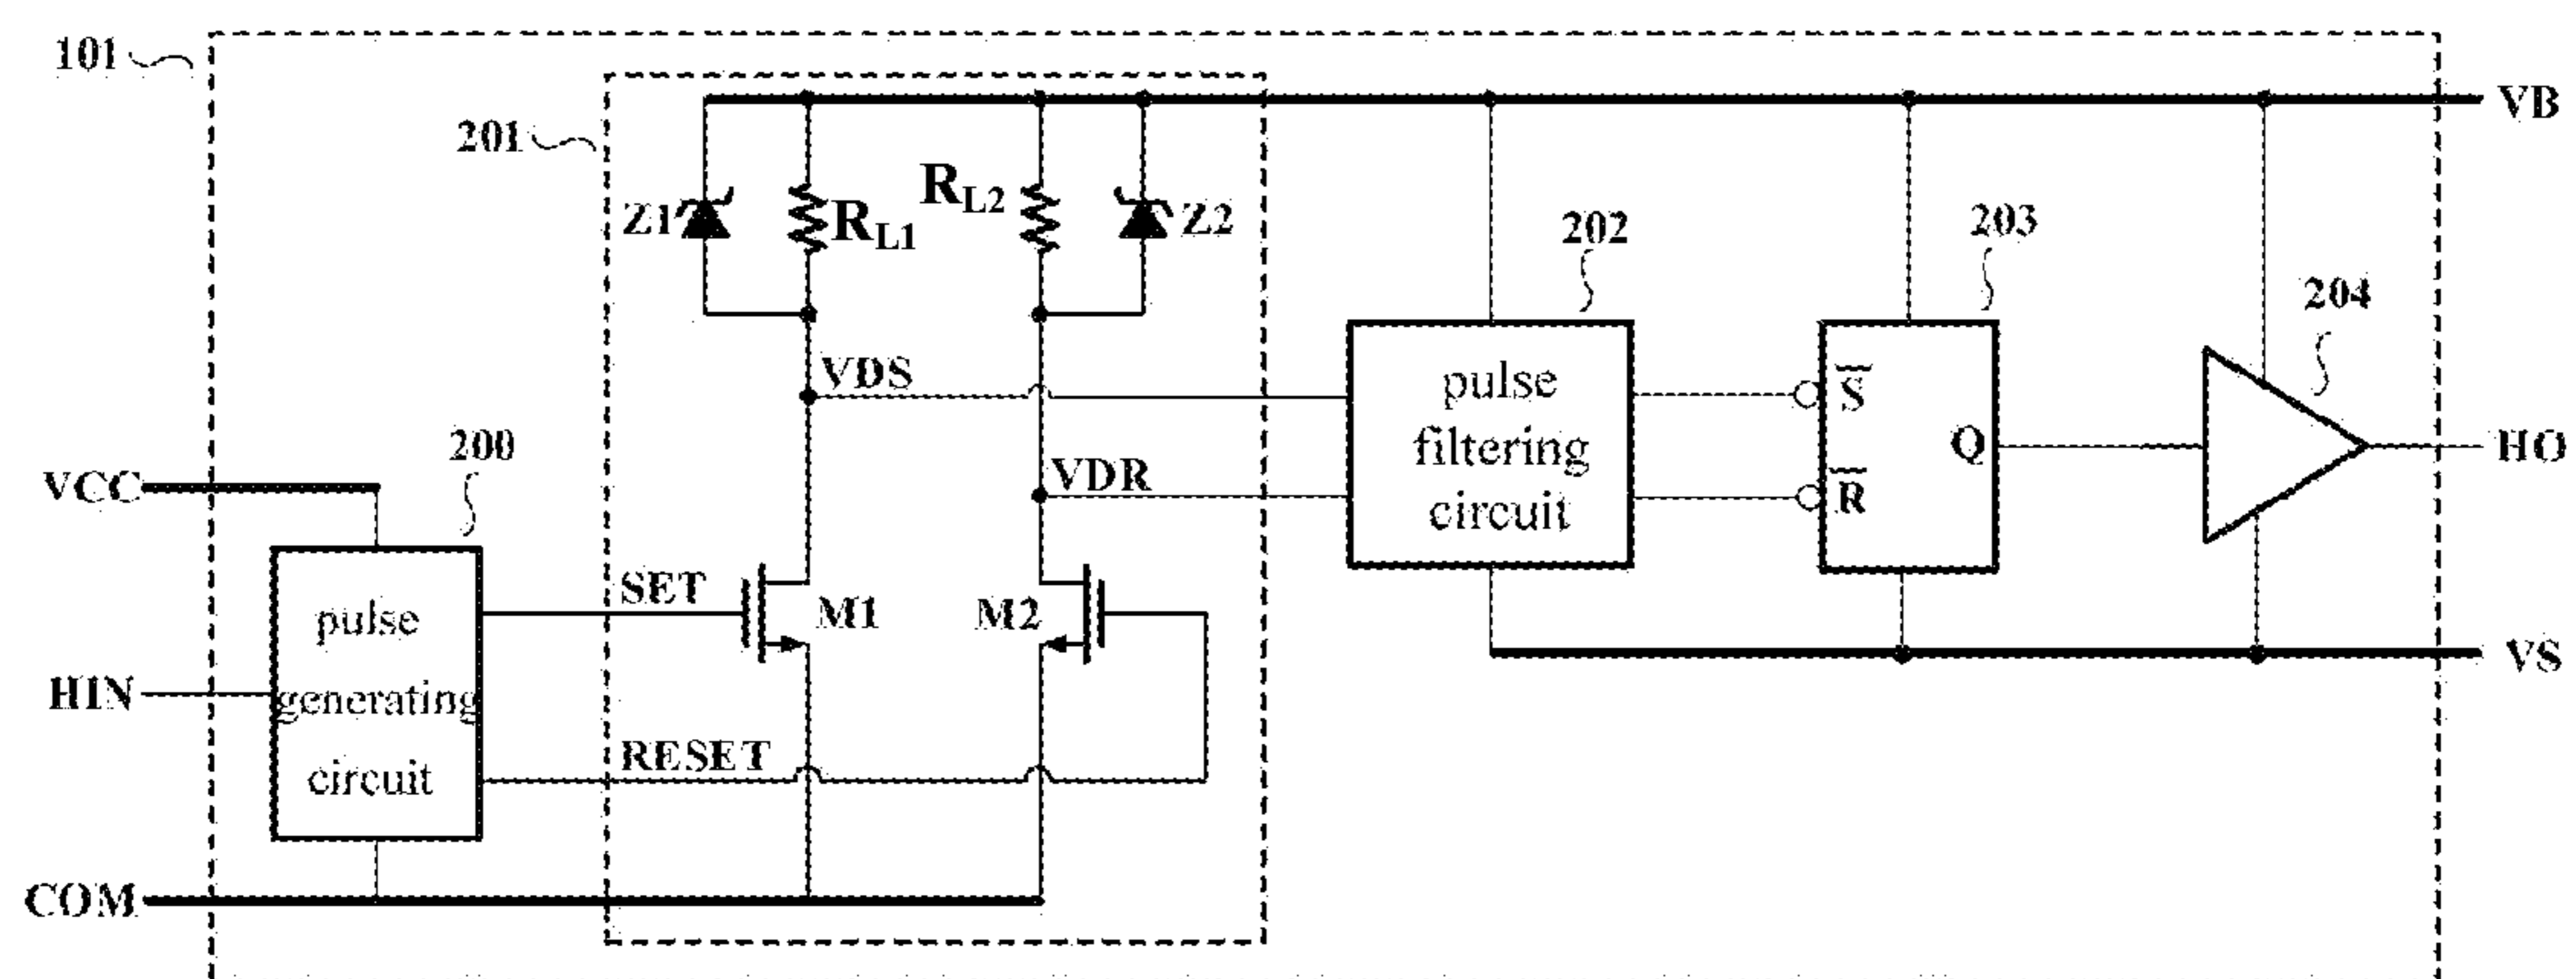 101
201
VB
Z1
RL1
RL2
Z2
202
203
204
VDS
VDR
pulse
filtering
circuit
S̅
R̅
Q
HO
VCC
200
SET
M1
M2
pulse
generating
circuit
HIN
RESET
VS
COM